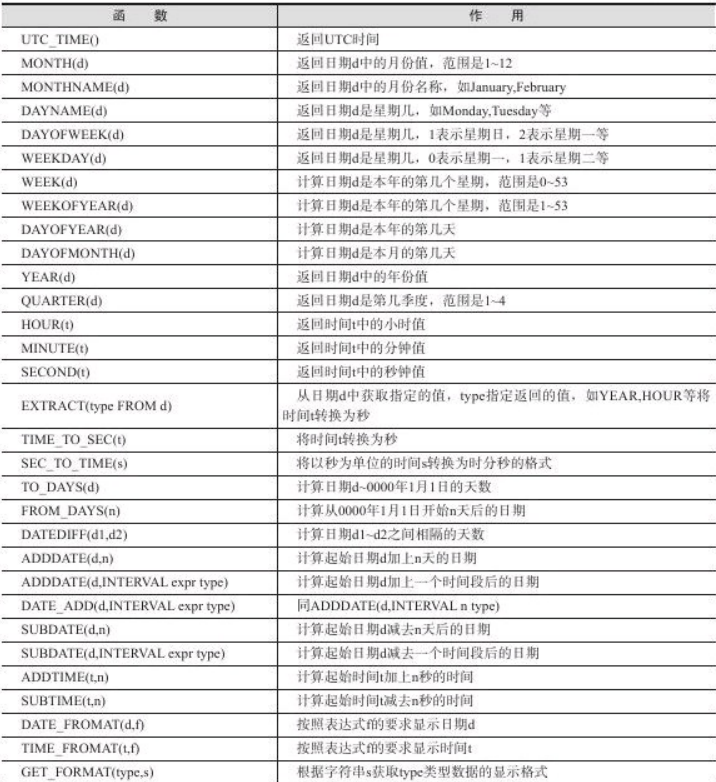 函 数 作 用
UTC_TIME() 返回UTC时间
MONTH(d) 返回日期d中的月份值，范围是1~12
MONTHNAME(d) 返回日期d中的月份名称，如January,February
DAYNAME(d) 返回日期d是星期几，如Monday,Tuesday等
DAYOFWEEK(d) 返回日期d是星期几，1表示星期日，2表示星期一等
WEEKDAY(d) 返回日期d是星期几，0表示星期一，1表示星期二等
WEEK(d) 计算日期d是本年的第几个星期，范围是0~53
WEEKOFYEAR(d) 计算日期d是本年的第几个星期，范围是1~53
DAYOFYEAR(d) 计算日期d是本年的第几天
DAYOFMONTH(d) 计算日期d是本月的第几天
YEAR(d) 返回日期d中的年份值
QUARTER(d) 返回日期d是第几季度，范围是1~4
HOUR(t) 返回时间t中的小时值
MINUTE(t) 返回时间t中的分钟值
SECOND(t) 返回时间t中的秒钟值
EXTRACT(type FROM d) 从日期d中获取指定的值，type指定返回的值，如YEAR,HOUR等将
时间t转换为秒
TIME_TO_SEC(t) 将时间t转换为秒
SEC_TO_TIME(s) 将以秒为单位的时间s转换为时分秒的格式
TO_DAYS(d) 计算日期d~0000年1月1日的天数
FROM_DAYS(n) 计算从0000年1月1日开始n天后的日期
DATEDIFF(d1,d2) 计算日期d1~d2之间相隔的天数
ADDDATE(d,n) 计算起始日期d加上n天的日期
ADDDATE(d,INTERVAL expr type) 计算起始日期d加上一个时间段后的日期
DATE_ADD(d,INTERVAL expr type) 同ADDDATE(d,INTERVAL n type)
SUBDATE(d,n) 计算起始日期d减去n天后的日期
SUBDATE(d,INTERVAL expr type) 计算起始日期d减去一个时间段后的日期
ADDTIME(t,n) 计算起始时间t加上n秒的时间
SUBTIME(t,n) 计算起始时间t减去n秒的时间
DATE_FROMAT(d,f) 按照表达式f的要求显示日期d
TIME_FROMAT(t,f) 按照表达式f的要求显示时间t
GET_FORMAT(type,s) 根据字符串s获取type类型数据的显示格式